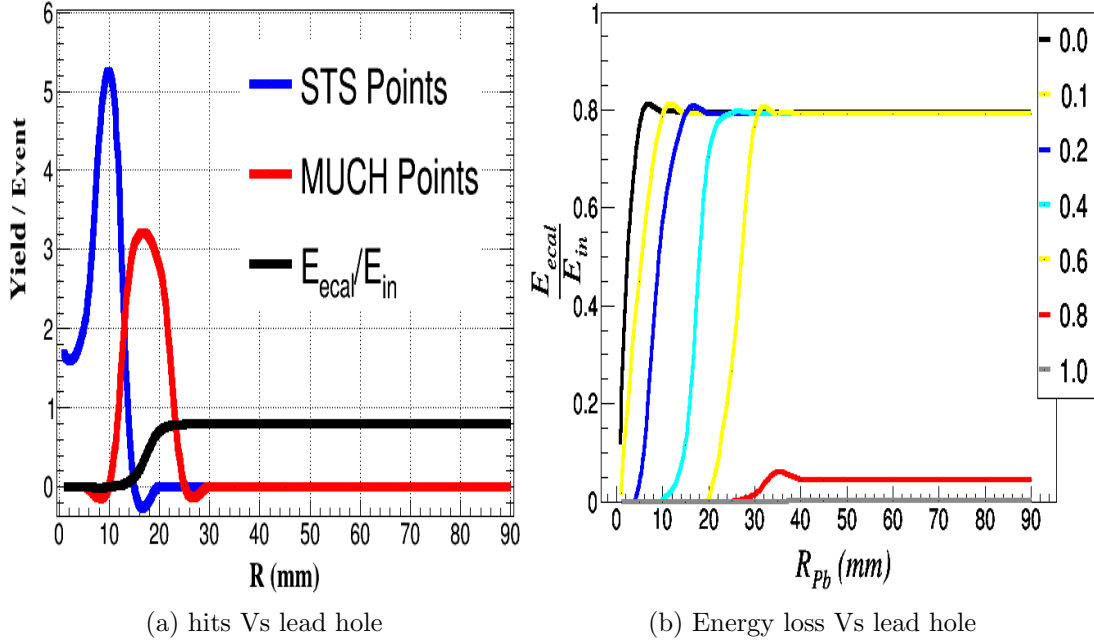 6
5
4
3
2
1
0
Yield / Event
STS Points
MUCH Points
E_ecal/E_in
0 10 20 30 40 50 60 70 80 90
R (mm)
(a) hits Vs lead hole
1
0.8
0.6
0.4
0.2
0
E_ecal
E_in
0.0
0.1
0.2
0.4
0.6
0.8
1.0
0 10 20 30 40 50 60 70 80 90
R_Pb (mm)
(b) Energy loss Vs lead hole